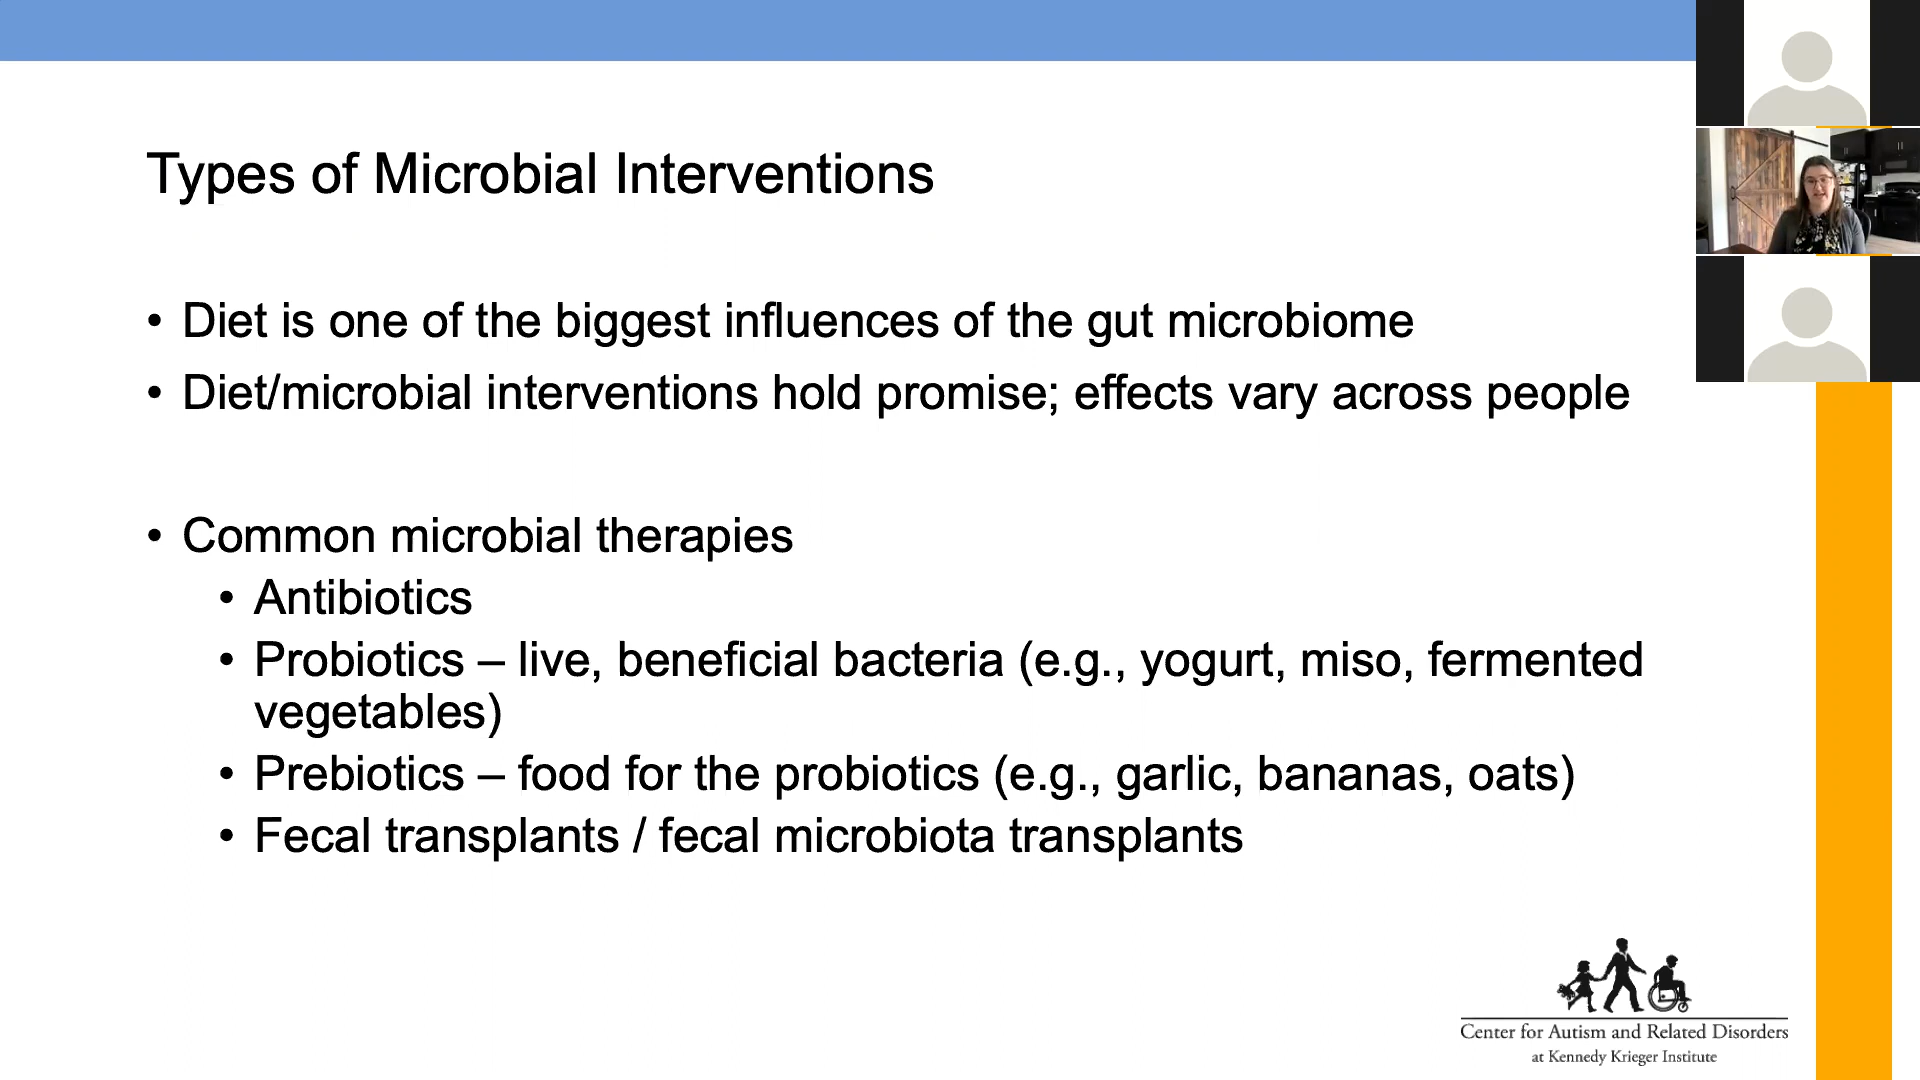 Types of Microbial Interventions
• Diet is one of the biggest influences of the gut microbiome
• Diet/microbial interventions hold promise; effects vary across people
• Common microbial therapies
• Antibiotics
• Probiotics – live, beneficial bacteria (e.g., yogurt, miso, fermented
vegetables)
• Prebiotics – food for the probiotics (e.g., garlic, bananas, oats)
• Fecal transplants / fecal microbiota transplants
Center for Autism and Related Disorders
at Kennedy Krieger Institute